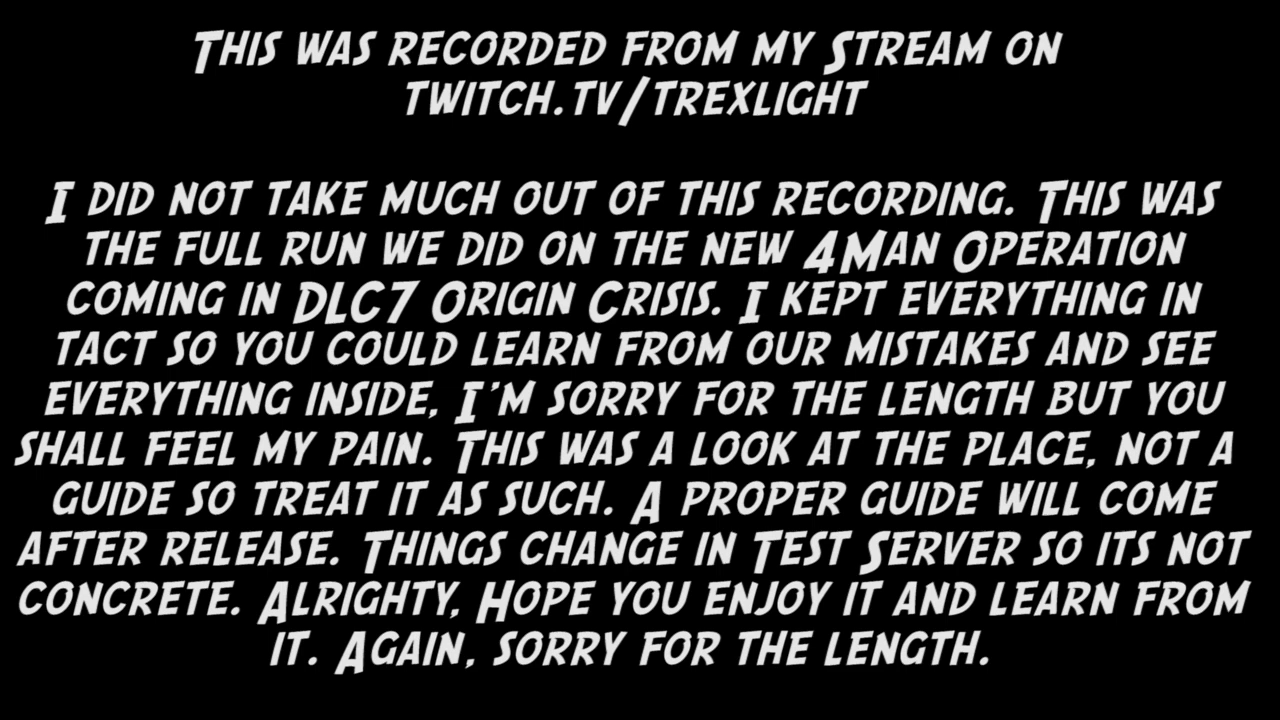 This was recorded from my Stream on
twitch.tv/trexlight
I did not take much out of this recording. This was
the full run we did on the new 4Man Operation
coming in DLC7 Origin Crisis. I kept everything in
tact so you could learn from our mistakes and see
everything inside, I'm sorry for the length but you
shall feel my pain. This was a look at the place, not a
guide so treat it as such. A proper guide will come
after release. Things change in Test Server so its not
concrete. Alrighty, Hope you enjoy it and learn from
it. Again, sorry for the length.